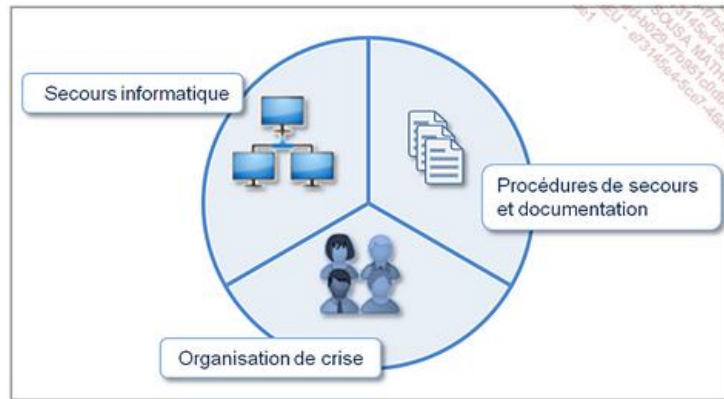 Secours informatique
Procédures de secours
et documentation
Organisation de crise